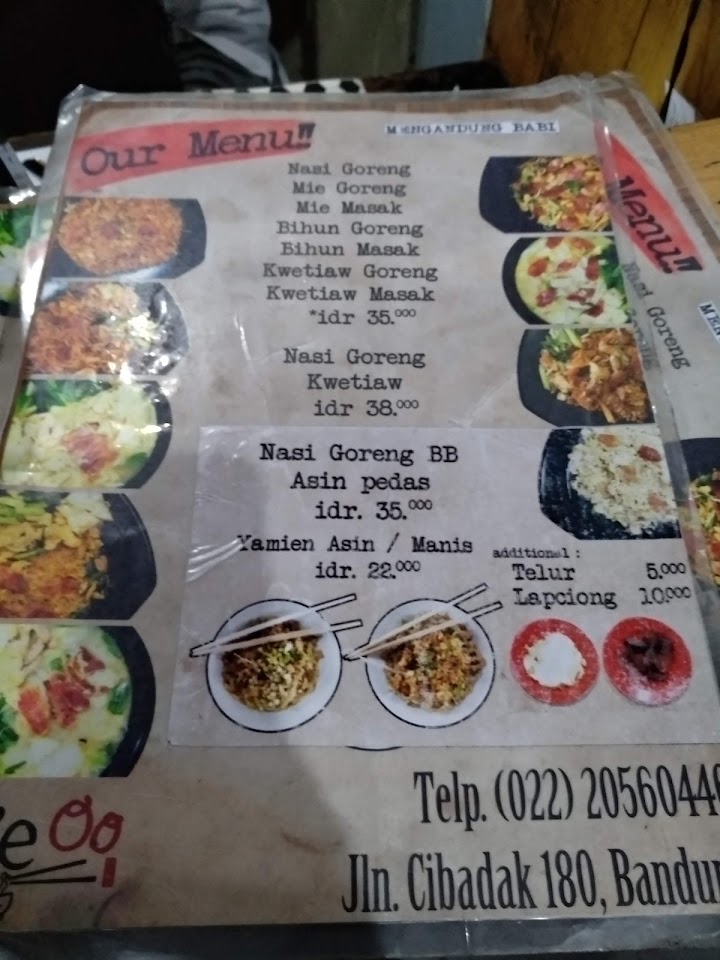 Our Menu!!
MENGANDUNG BABI
Nasi Goreng
Mie Goreng
Mie Masak
Bihun Goreng
Bihun Masak
Kwetiaw Goreng
Kwetiaw Masak
*idr 35.000
Nasi Goreng
Kwetiaw
idr 38.000
Nasi Goreng BB
Asin pedas
idr. 35.000
Yamien Asin / Manis
idr. 22.000
additional :
Telur 5.000
Lapciong 10.000
Telp. (022) 2056044
Jln. Cibadak 180, Bandu
Oo
Menu!!
Nasi Goreng